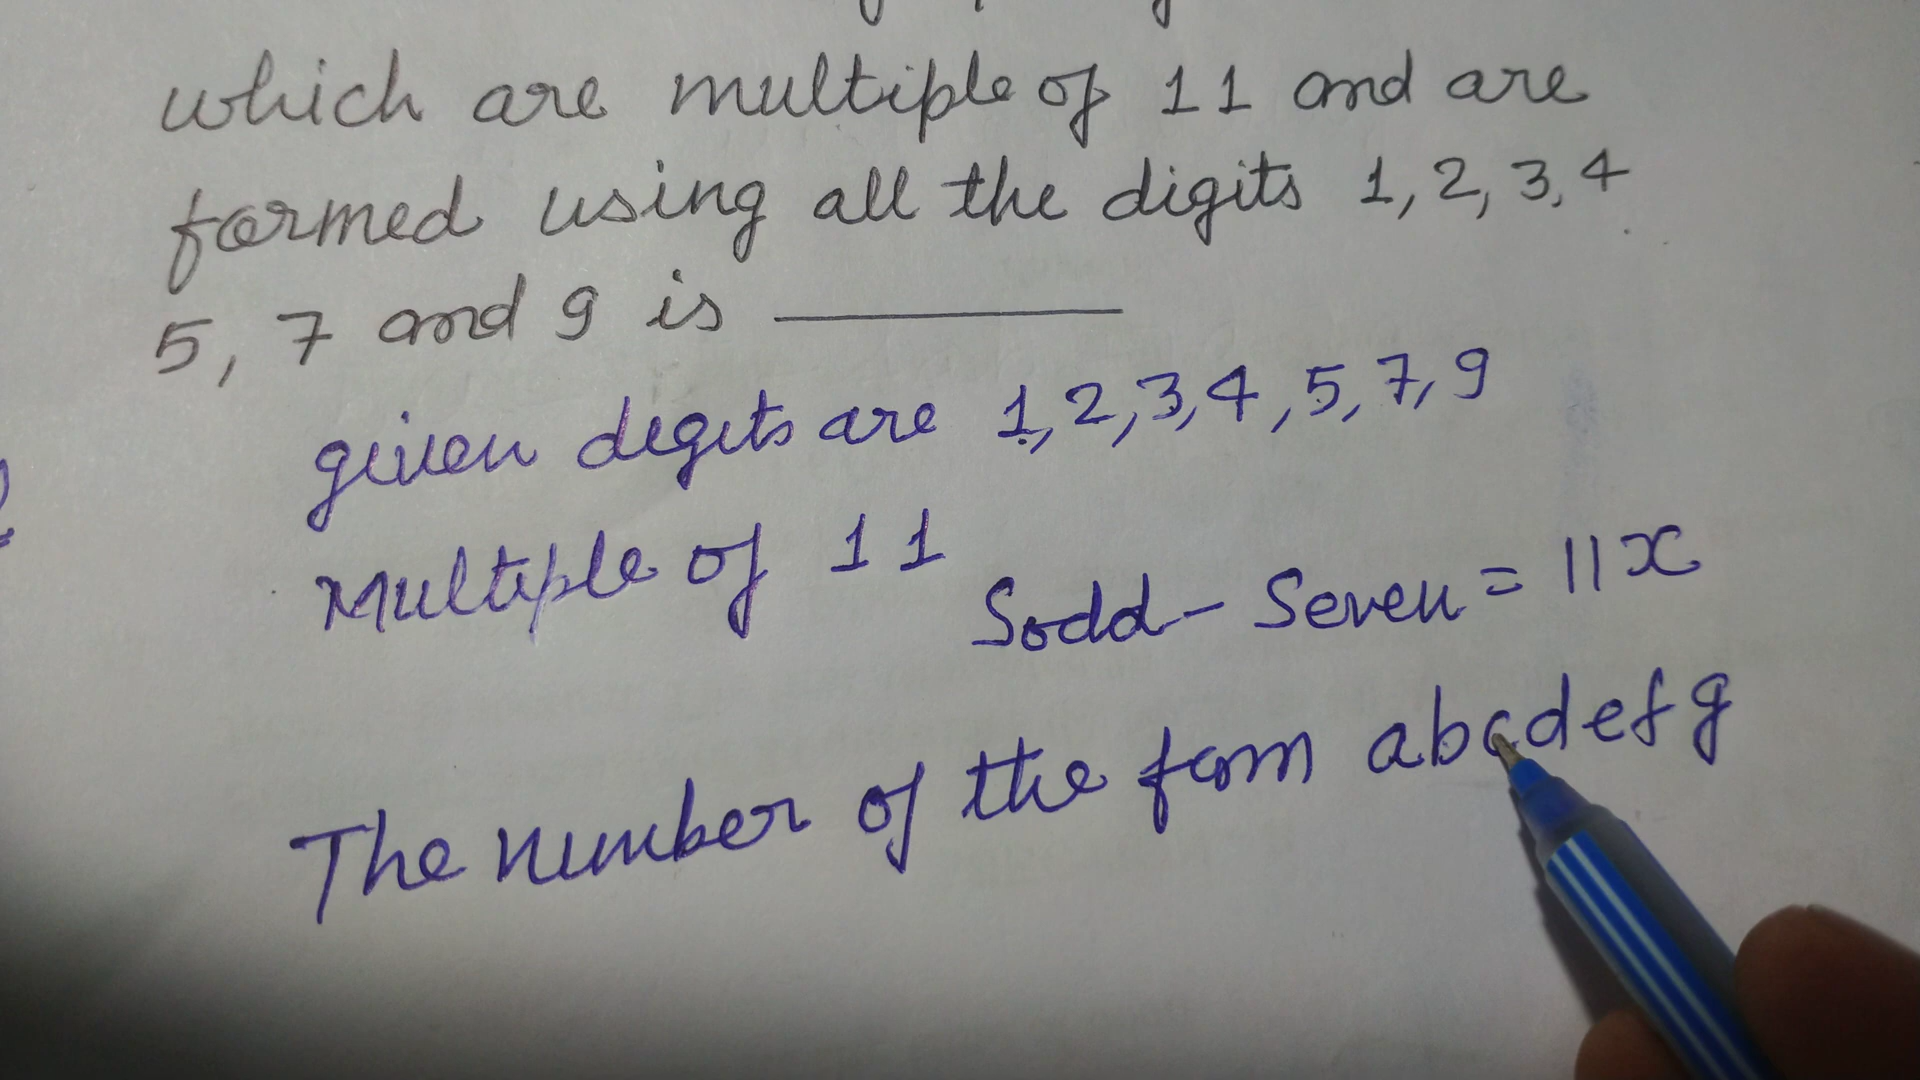 which are multiple of 11 and are
formed using all the digits 1, 2, 3, 4
5, 7 and 9 is
given digits are 1, 2, 3, 4, 5, 7, 9
Multiple of 11
Sodd - Seven = 11x
The number of the form abcdefg